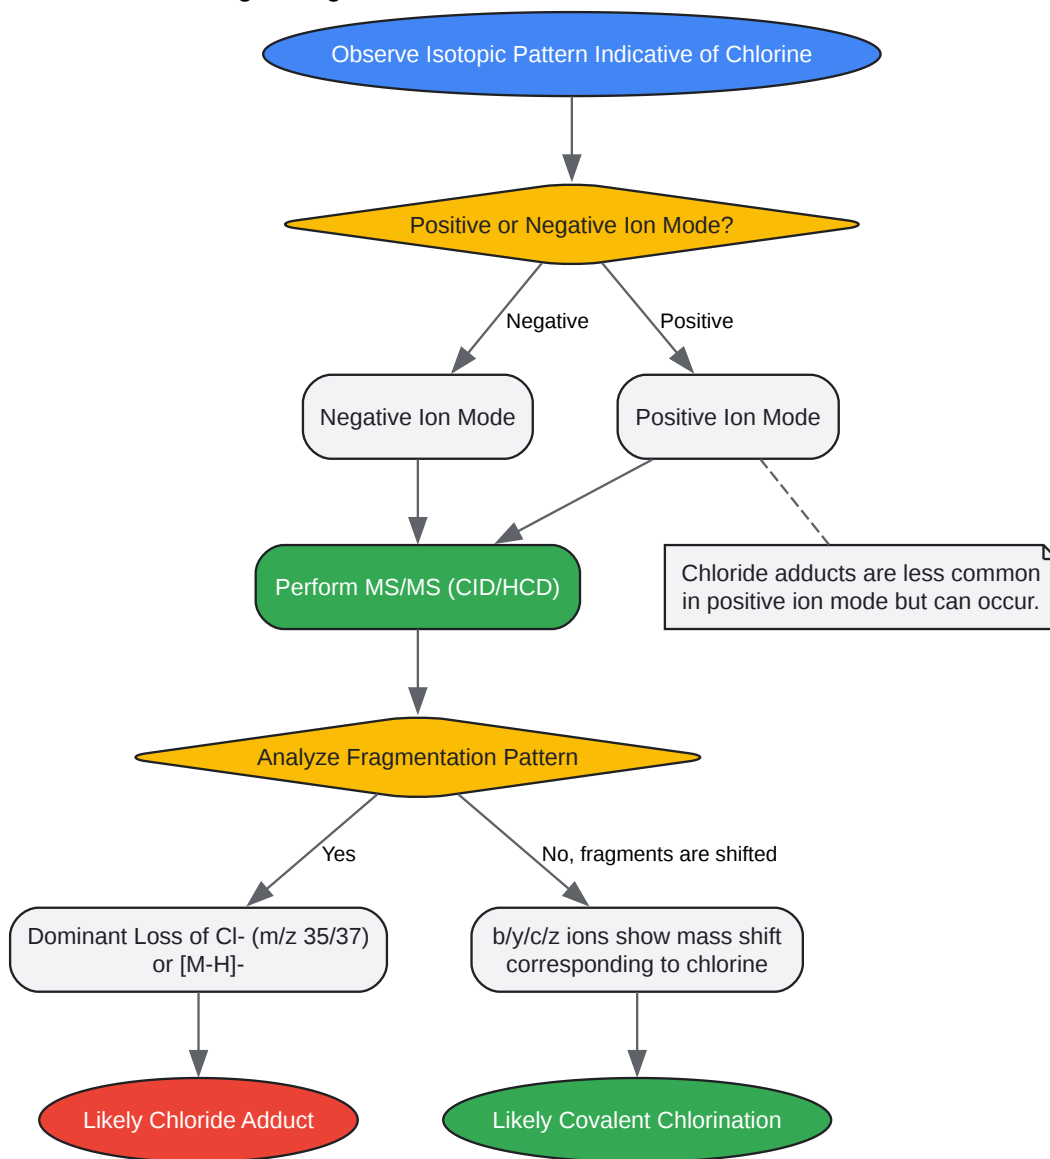 Observe Isotopic Pattern Indicative of Chlorine
Positive or Negative Ion Mode?
Negative
Positive
Negative Ion Mode
Positive Ion Mode
Perform MS/MS (CID/HCD)
Chloride adducts are less common
in positive ion mode but can occur.
Analyze Fragmentation Pattern
Yes
No, fragments are shifted
Dominant Loss of Cl- (m/z 35/37)
or [M-H]-
b/y/c/z ions show mass shift
corresponding to chlorine
Likely Chloride Adduct
Likely Covalent Chlorination